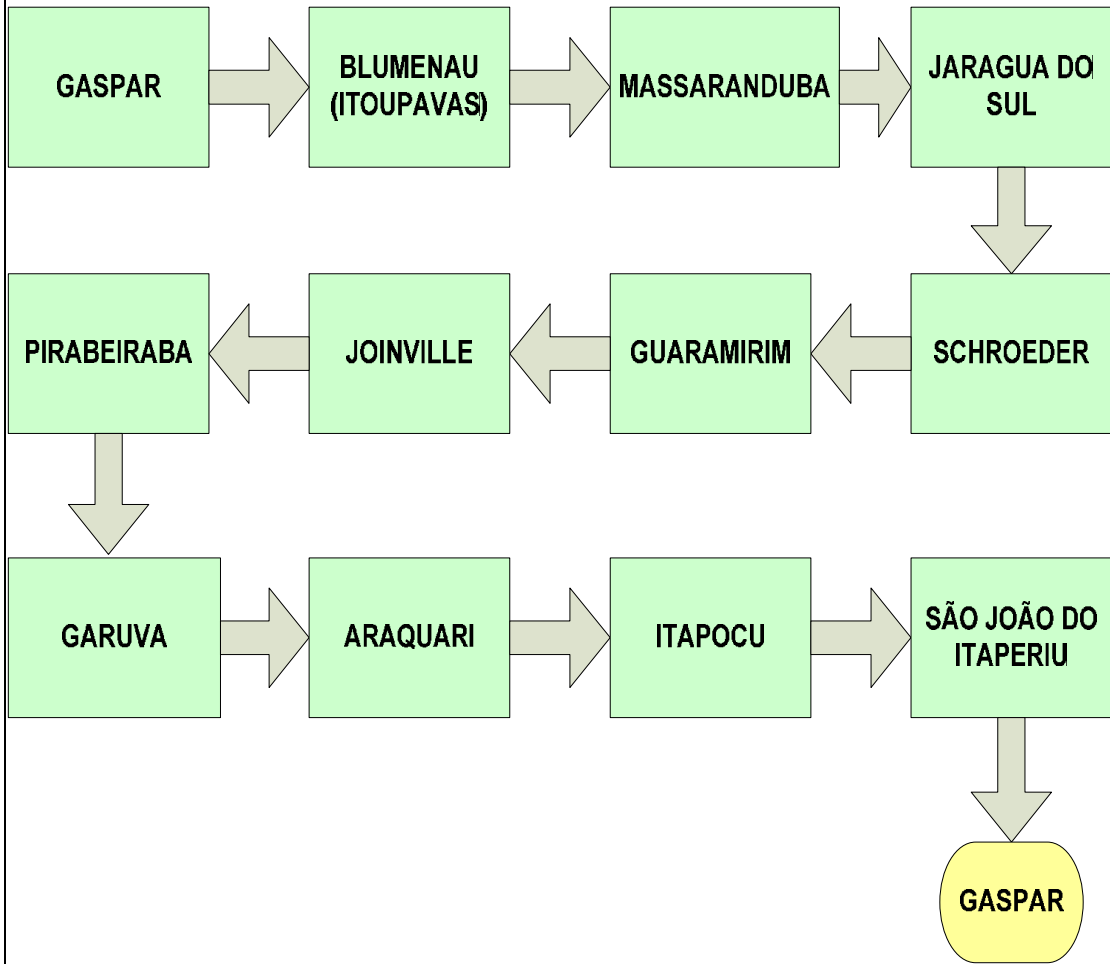 GASPAR
BLUMENAU
(ITOUPAVAS)
MASSARANDUBA
JARAGUA DO
SUL
SCHROEDER
GUARAMIRIM
JOINVILLE
PIRABEIRABA
GARUVA
ARAQUARI
ITAPOCU
SÃO JOÃO DO
ITAPERIU
GASPAR